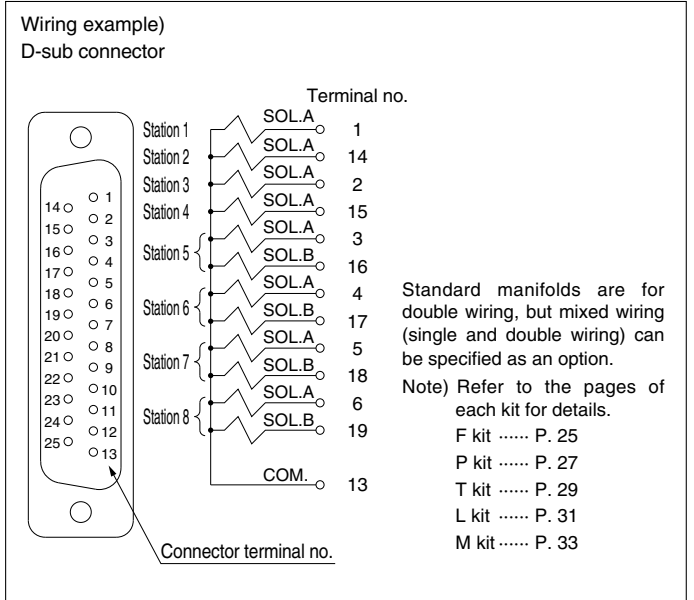 Wiring example)
D-sub connector
Terminal no.
Station 1 SOL.A 1
Station 2 SOL.A 14
Station 3 SOL.A 2
Station 4 SOL.A 15
Station 5 SOL.A 3
SOL.B 16
Station 6 SOL.A 4
SOL.B 17
Station 7 SOL.A 5
SOL.B 18
Station 8 SOL.A 6
SOL.B 19
COM. 13
1
14
2
15
3
16
4
17
5
18
6
19
7
20
8
21
9
22
10
23
11
24
12
25
13
Connector terminal no.
Standard manifolds are for
double wiring, but mixed wiring
(single and double wiring) can
be specified as an option.
Note) Refer to the pages of
each kit for details.
F kit ······ P. 25
P kit ······ P. 27
T kit ······ P. 29
L kit ······ P. 31
M kit ······ P. 33